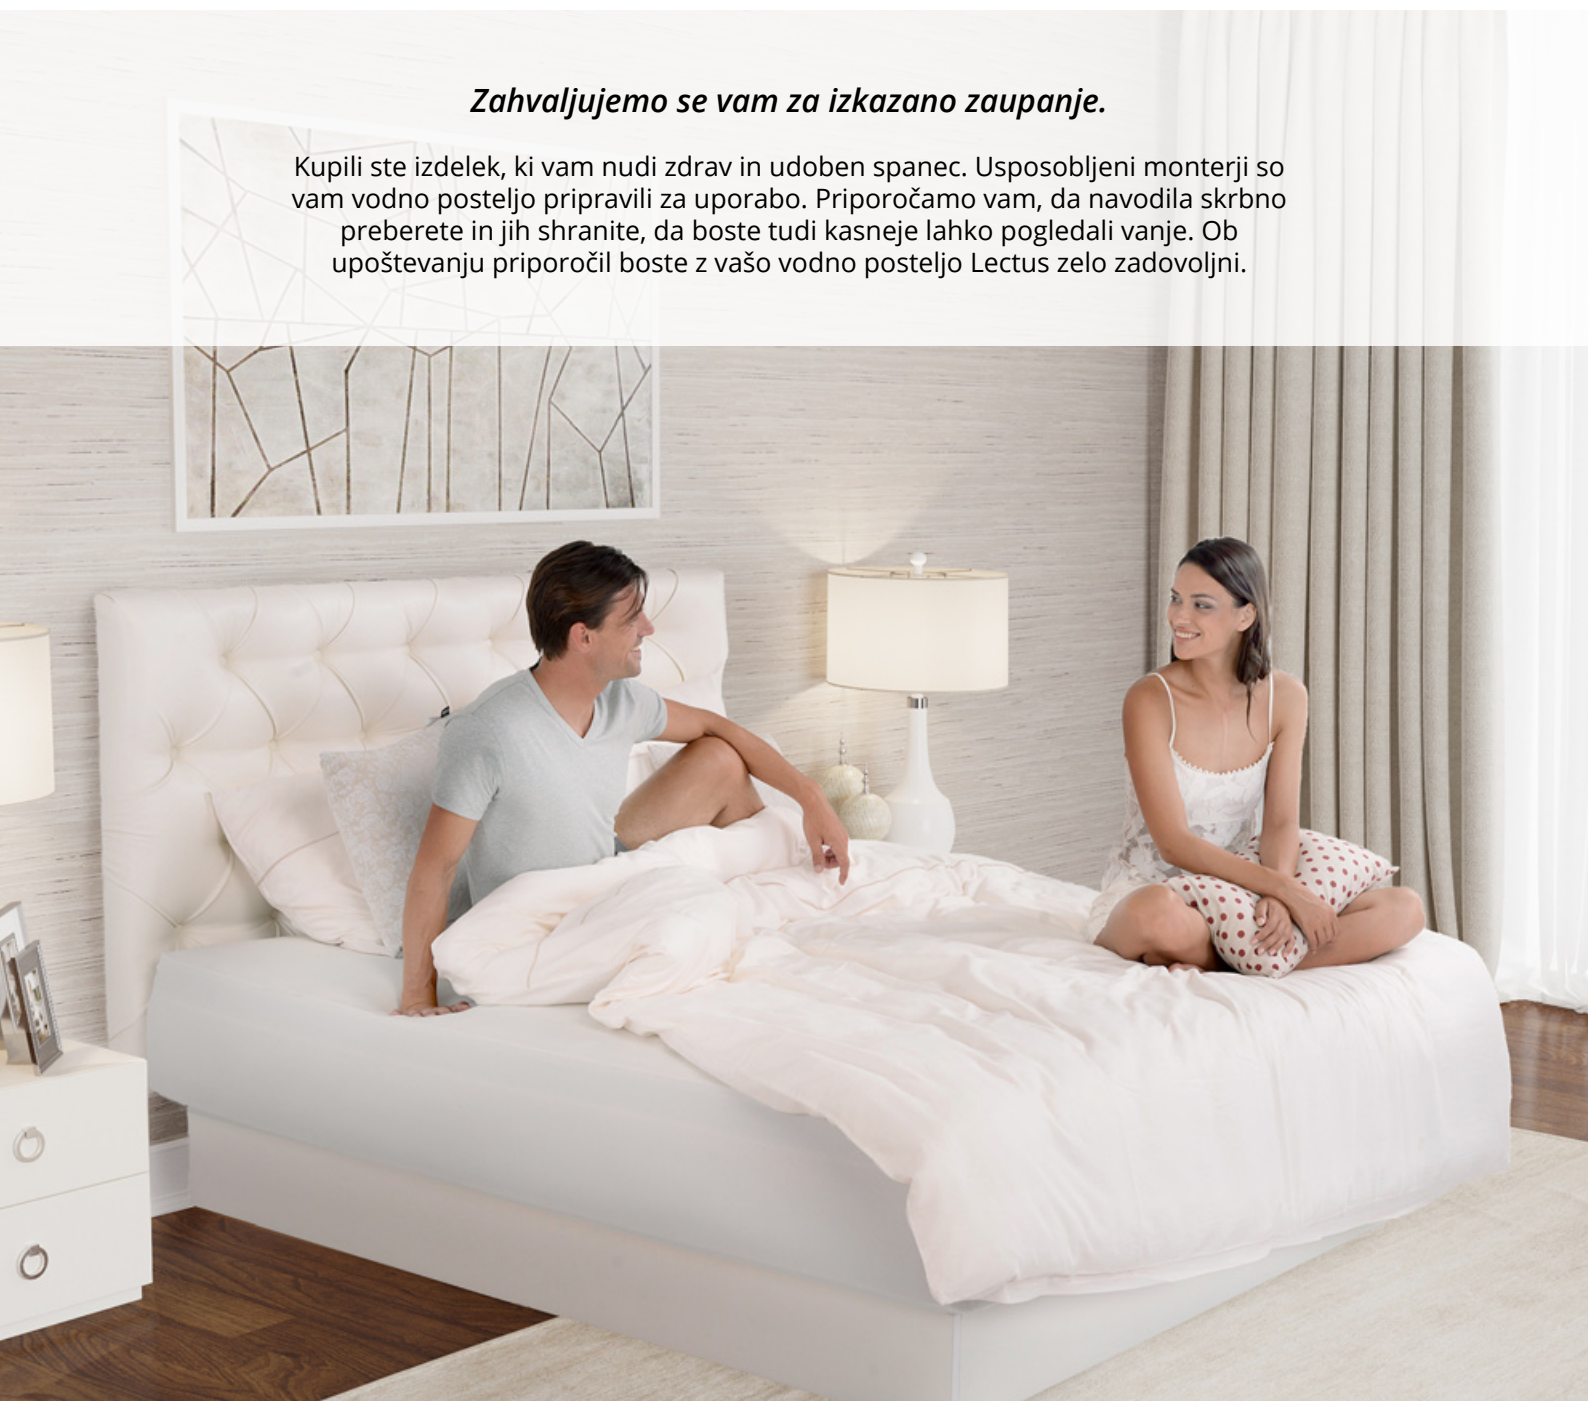 Zahvaljujemo se vam za izkazano zaupanje.
Kupili ste izdelek, ki vam nudi zdrav in udoben spanec. Usposobljeni monterji so
vam vodno posteljo pripravili za uporabo. Priporočamo vam, da navodila skrbno
preberete in jih shranite, da boste tudi kasneje lahko pogledali vanje. Ob
upoštevanju priporočil boste z vašo vodno posteljo Lectus zelo zadovoljni.